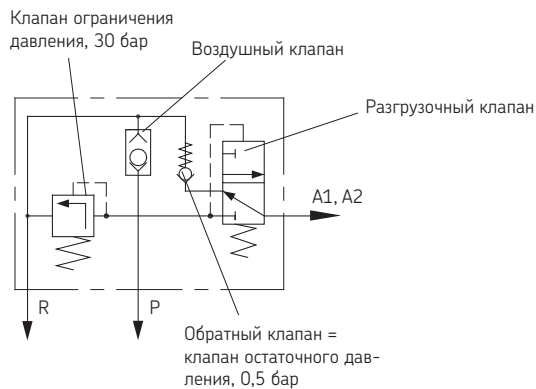 Клапан ограничения
давления, 30 бар
Воздушный клапан
Разгрузочный клапан
A1, A2
R
P
Обратный клапан =
клапан остаточного дав-
ления, 0,5 бар